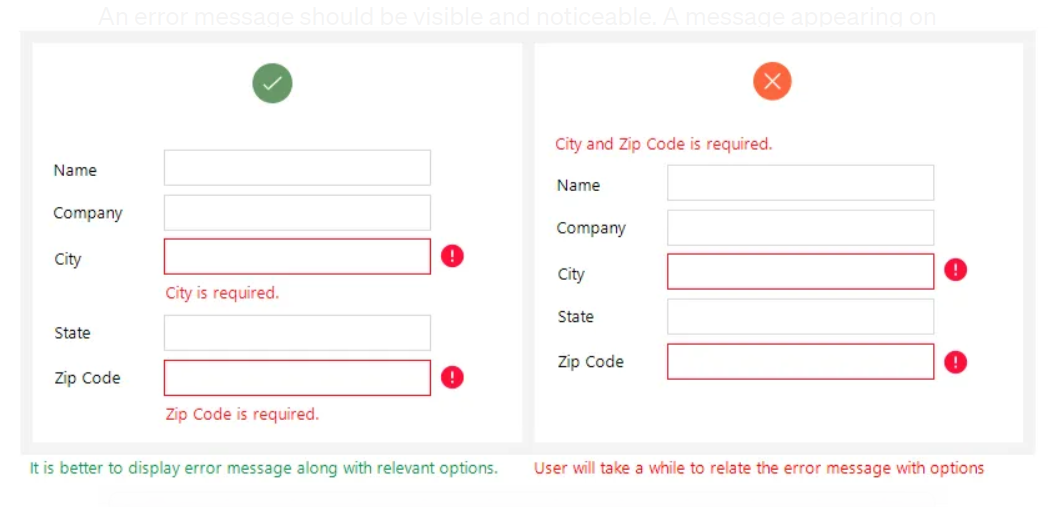 An error message should be visible and noticeable. A message appearing on
Name
Company
City
City is required.
State
Zip Code
Zip Code is required.
It is better to display error message along with relevant options.
City and Zip Code is required.
Name
Company
City
State
Zip Code
User will take a while to relate the error message with options